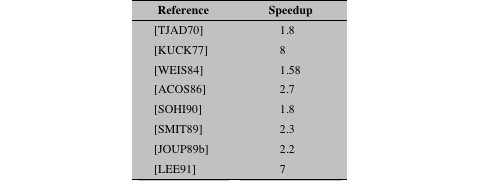 Reference Speedup
[TJAD70] 1.8
[KUCK77] 8
[WEIS84] 1.58
[ACOS86] 2.7
[SOHI90] 1.8
[SMIT89] 2.3
[JOUP89b] 2.2
[LEE91] 7